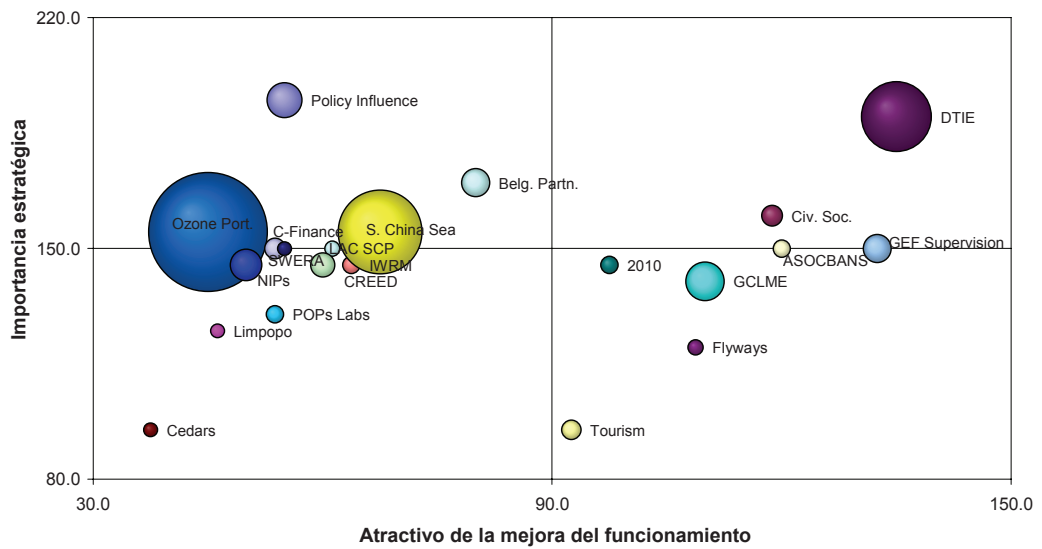 220.0
Policy Influence
DTIE
Belg. Partn.
Ozone Port.
C-Finance
S. China Sea
Civ. Soc.
150.0
AC SCP
GEF Supervision
SWERA
IWRM
2010
ASOCBANS
NIPs
CREED
GCLME
POPs Labs
Limpopo
Flyways
Cedars
Tourism
80.0
30.0
90.0
150.0
Importancia estratégica
Atractivo de la mejora del funcionamiento